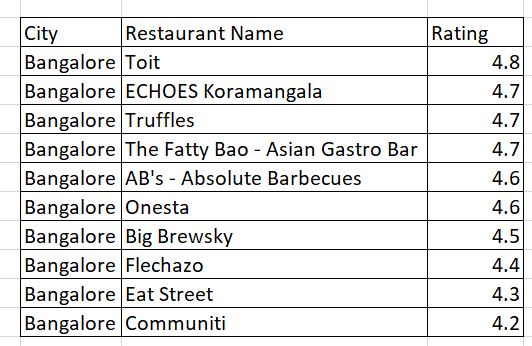 City Restaurant Name Rating
Bangalore Toit 4.8
Bangalore ECHOES Koramangala 4.7
Bangalore Truffles 4.7
Bangalore The Fatty Bao - Asian Gastro Bar 4.7
Bangalore AB's - Absolute Barbecues 4.6
Bangalore Onesta 4.6
Bangalore Big Brewsky 4.5
Bangalore Flechazo 4.4
Bangalore Eat Street 4.3
Bangalore Communiti 4.2